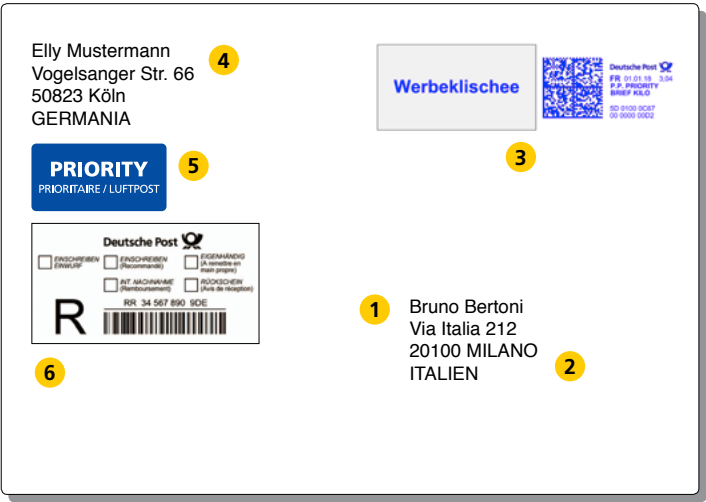 Elly Mustermann
Vogelsanger Str. 66
50823 Köln
GERMANIA
4
Werbeklischee
Deutsche Post
FR 01.01.18 3,04
P.P. PRIORITY
BRIEF KILO
5D 0100 0C67
00 0000 00D2
3
PRIORITY
PRIORITAIRE / LUFTPOST
5
Deutsche Post
EINSCHREIBEN
EINWURF
EINSCHREIBEN
(Recommandé)
EIGENHÄNDIG
(A remettre en
main propre)
INT. NACHNAHME
(Remboursement)
RÜCKSCHEIN
(Avis de réception)
R
RR 34 567 890 9DE
6
1
Bruno Bertoni
Via Italia 212
20100 MILANO
ITALIEN
2